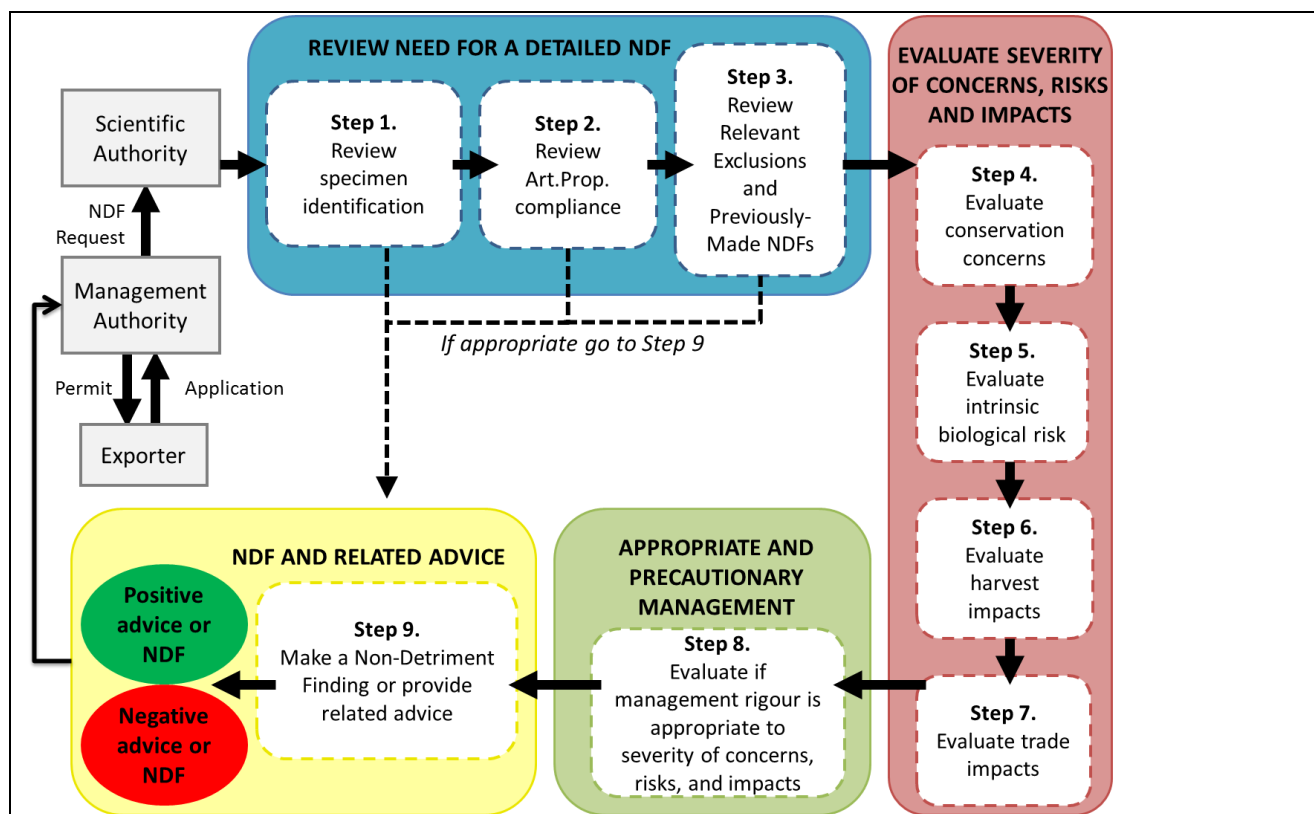 REVIEW NEED FOR A DETAILED NDF
Scientific
Authority
NDF
Request
Management
Authority
Permit
Application
Exporter
Step 1.
Review
specimen
identification
Step 2.
Review
Art.Prop.
compliance
Step 3.
Review
Relevant
Exclusions
and
Previously-
Made NDFs
If appropriate go to Step 9
EVALUATE SEVERITY
OF CONCERNS, RISKS
AND IMPACTS
Step 4.
Evaluate
conservation
concerns
Step 5.
Evaluate
intrinsic
biological risk
Step 6.
Evaluate
harvest
impacts
Step 7.
Evaluate trade
impacts
APPROPRIATE AND
PRECAUTIONARY
MANAGEMENT
Step 8.
Evaluate if
management rigour is
appropriate to
severity of concerns,
risks, and impacts
NDF AND RELATED ADVICE
Step 9.
Make a Non-Detriment
Finding or provide
related advice
Positive
advice or
NDF
Negative
advice or
NDF